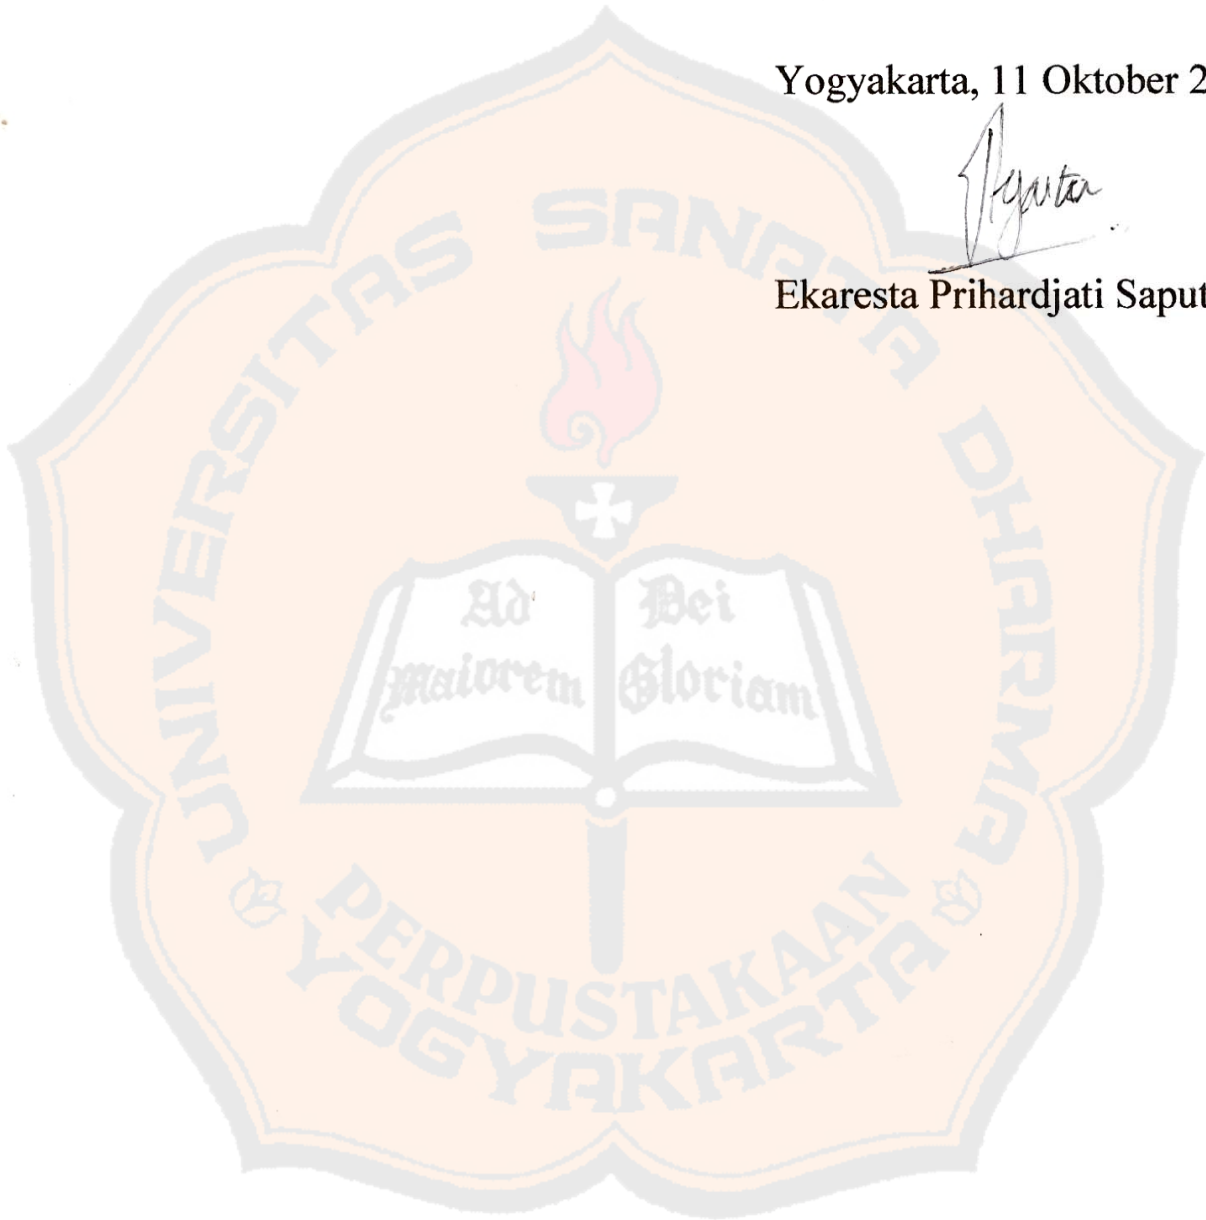 Yogyakarta, 11 Oktober 2
Ekaresta Prihardjati Saput
UNIVERSITAS SANATA DHARMA
Ad Dei
Maiorem Gloriam
PERPUSTAKAAN
YOGYAKARTA